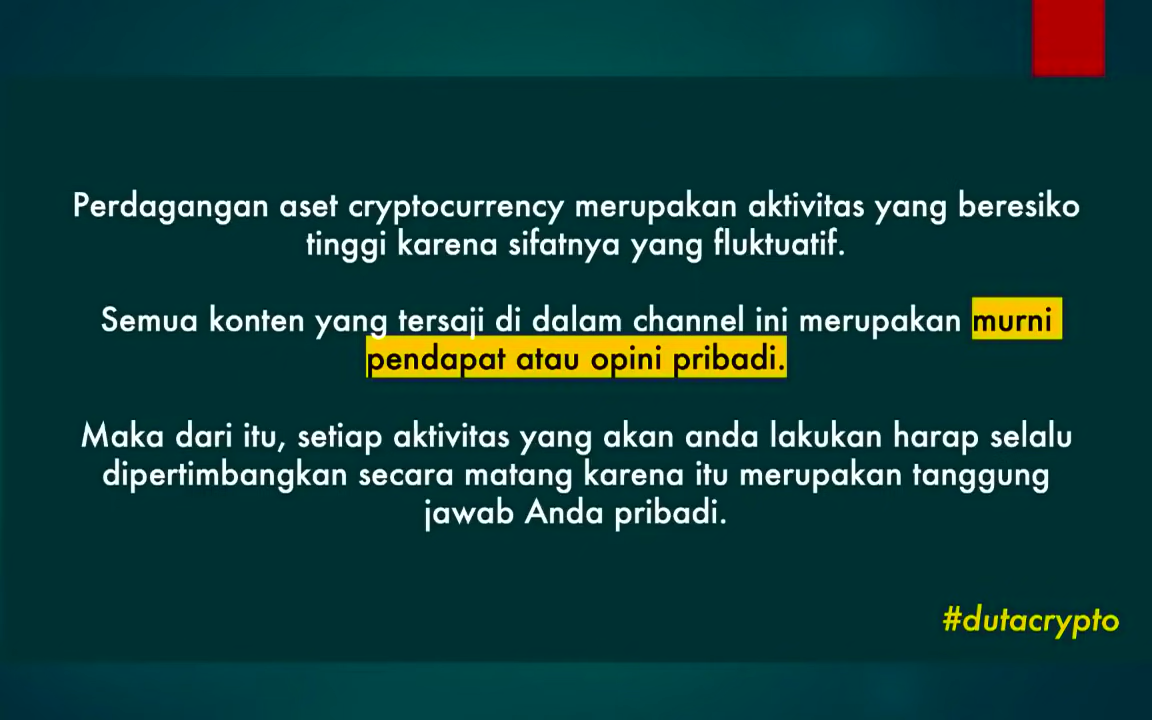 Perdagangan aset cryptocurrency merupakan aktivitas yang beresiko
tinggi karena sifatnya yang fluktuatif.
Semua konten yang tersaji di dalam channel ini merupakan murni
pendapat atau opini pribadi.
Maka dari itu, setiap aktivitas yang akan anda lakukan harap selalu
dipertimbangkan secara matang karena itu merupakan tanggung
jawab Anda pribadi.
#dutacrypto